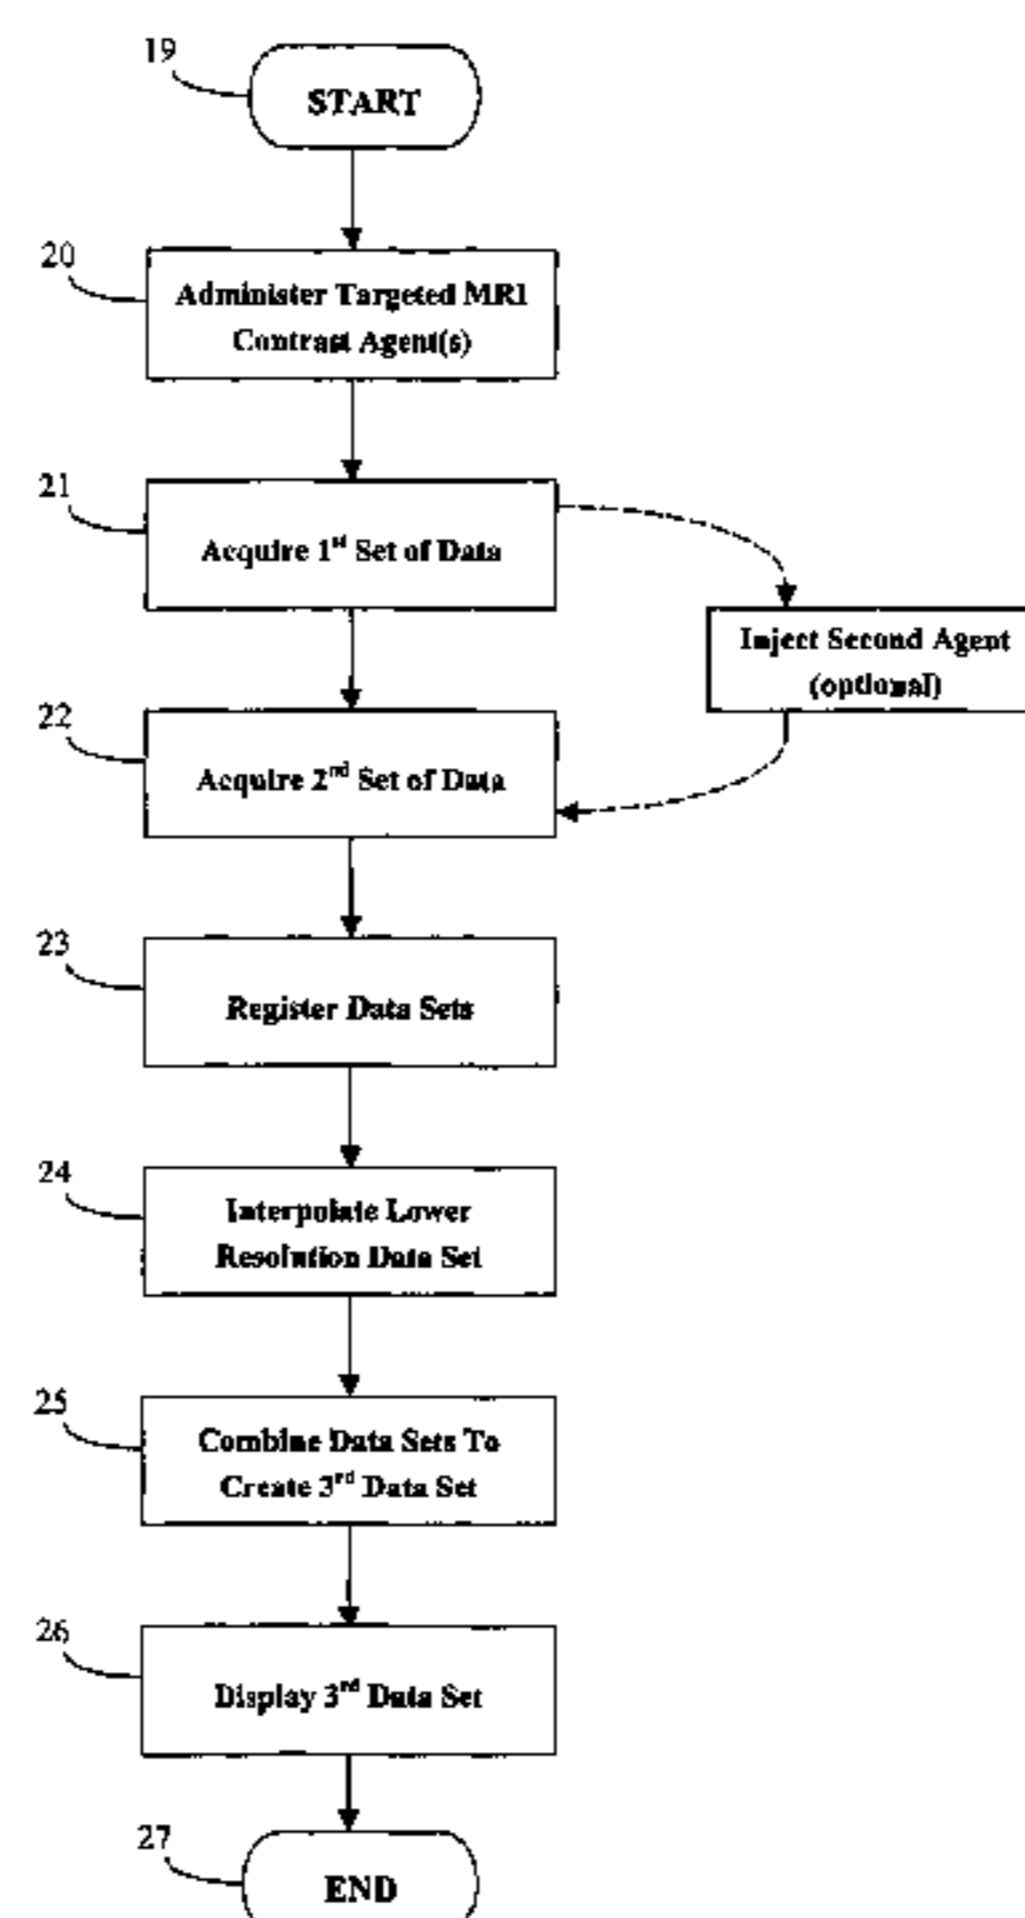 19
START
20
Administer Targeted MRI
Contrast Agent(s)
21
Acquire 1st Set of Data
Inject Second Agent
(optional)
22
Acquire 2nd Set of Data
23
Register Data Sets
24
Interpolate Lower
Resolution Data Set
25
Combine Data Sets To
Create 3rd Data Set
26
Display 3rd Data Set
27
END